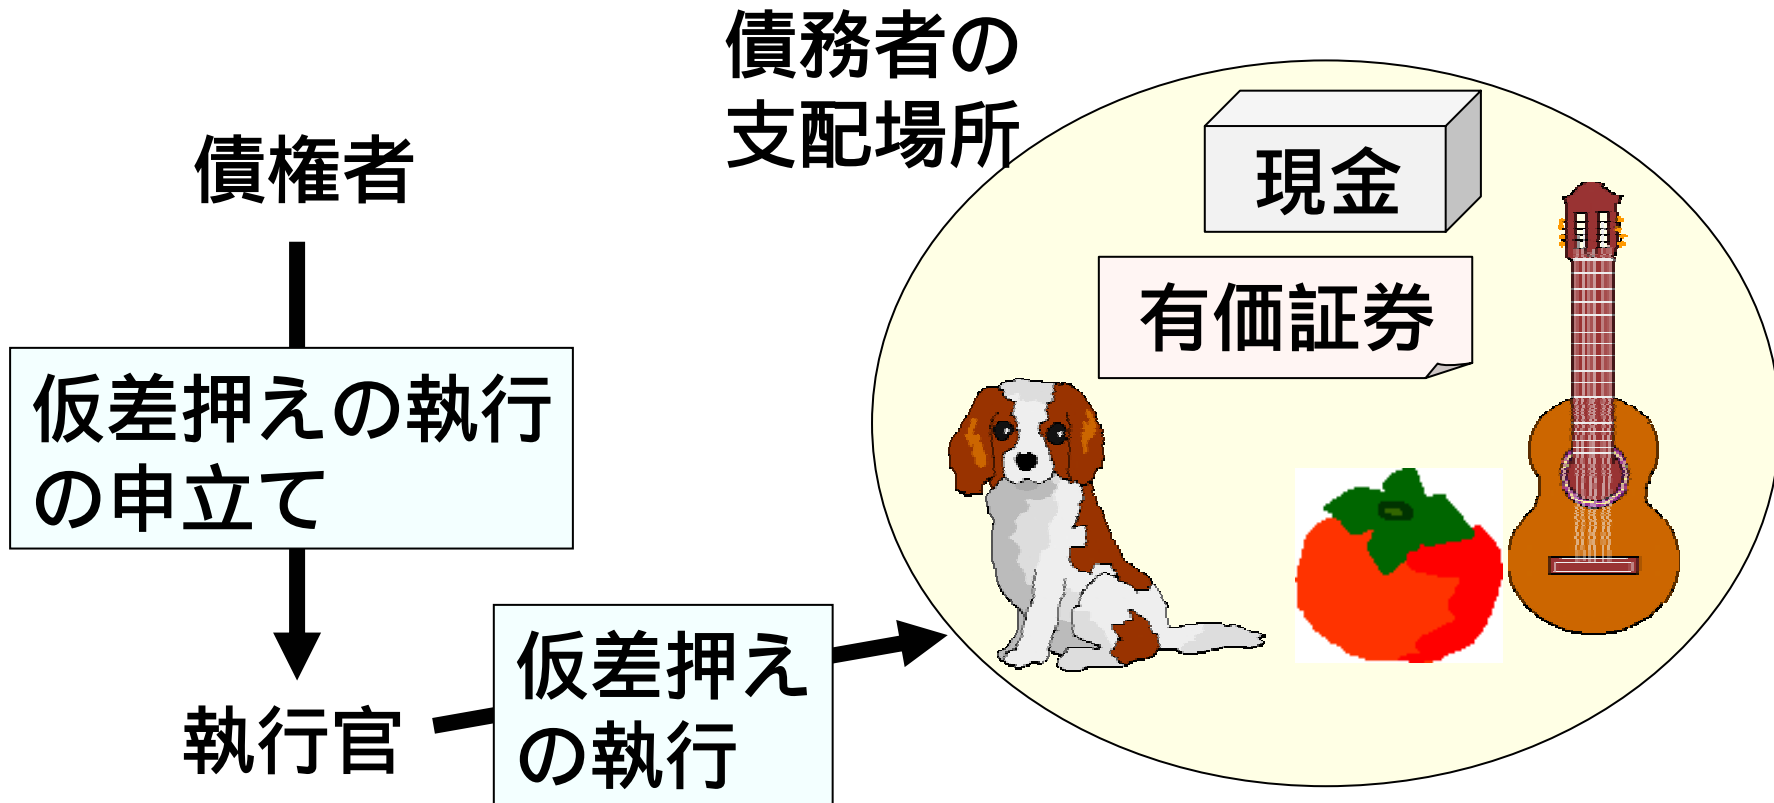 債務者の
支配場所
債権者
現金
有価証券
仮差押えの執行
の申立て
仮差押え
の執行
執行官